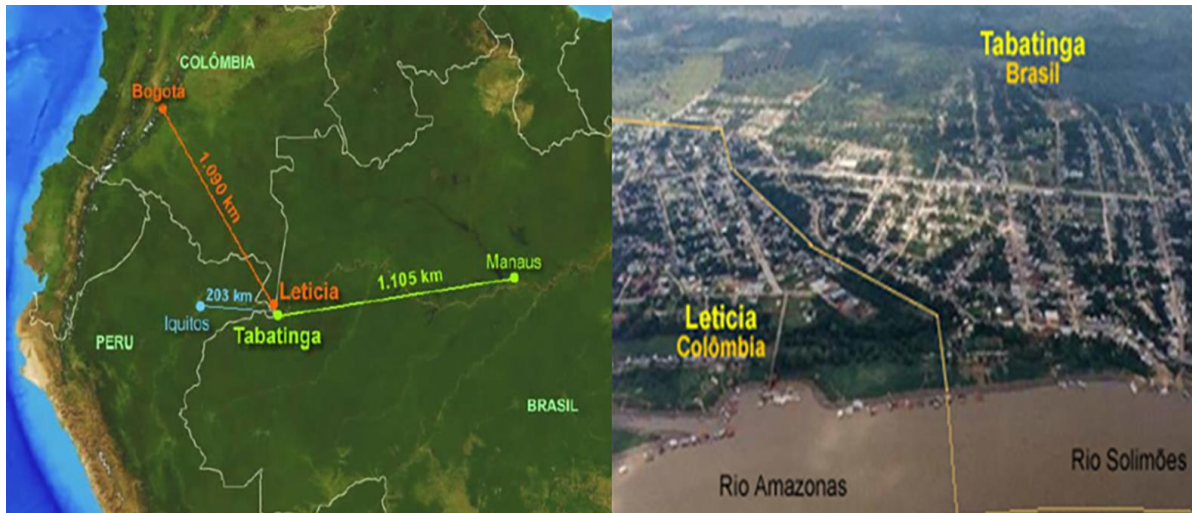 COLÓMBIA
Bogotá
1.090 km
Manaus
1.105 km
203 km
Leticia
Iquitos
Tabatinga
PERU
BRASIL
Tabatinga
Brasil
Leticia
Colômbia
Rio Solimões
Rio Amazonas